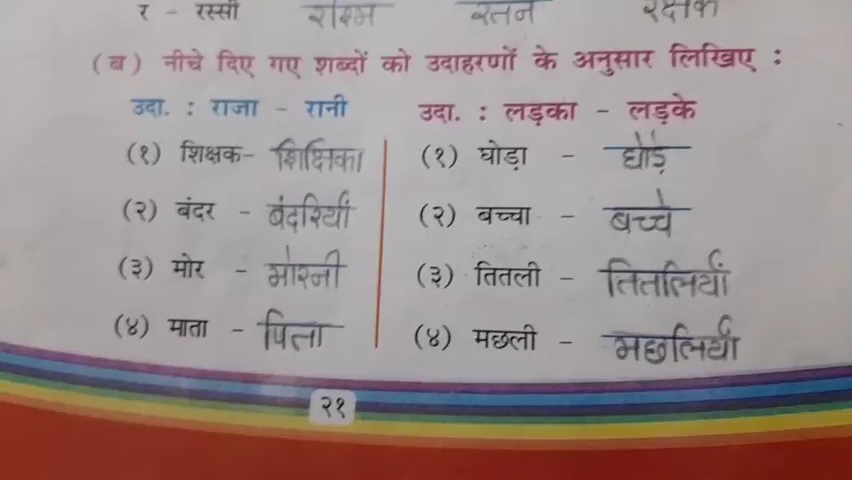 र - रस्सी रश्मि रतन रक्षक
(ब) नीचे दिए गए शब्दों को उदाहरणों के अनुसार लिखिए :
उदा. : राजा - रानी उदा. : लड़का - लड़के
(१) शिक्षक- शिक्षिका (१) घोड़ा - घोड़े
(२) बंदर - बंदरियाँ (२) बच्चा - बच्चे
(३) मोर - मोरनी (३) तितली - तितलियाँ
(४) माता - पिता (४) मछली - मछलियाँ
२१